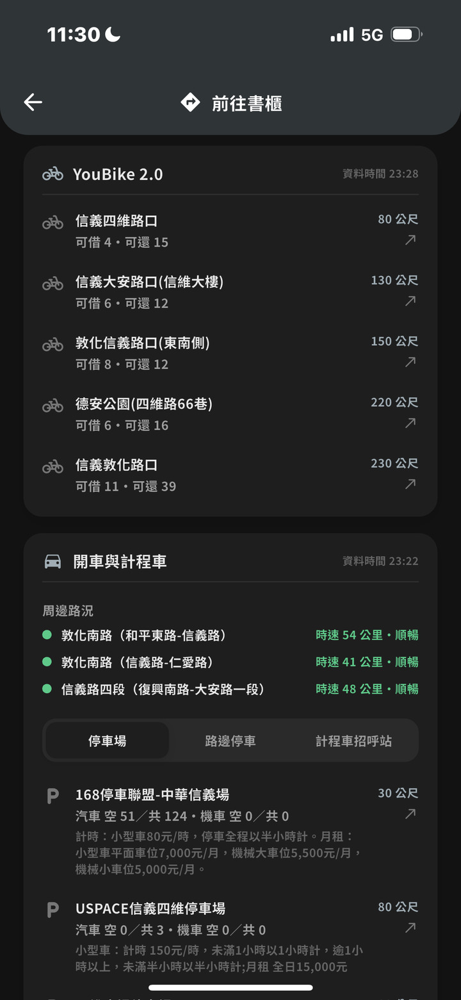 11:30
5G
前往書櫃
YouBike 2.0
資料時間 23:28
信義四維路口
80 公尺
可借 4・可還 15
信義大安路口(信維大樓)
130 公尺
可借 6・可還 12
敦化信義路口(東南側)
150 公尺
可借 8・可還 12
德安公園(四維路66巷)
220 公尺
可借 6・可還 16
信義敦化路口
230 公尺
可借 11・可還 39
開車與計程車
資料時間 23:22
周邊路況
敦化南路（和平東路-信義路）
時速 54 公里・順暢
敦化南路（信義路-仁愛路）
時速 41 公里・順暢
信義路四段（復興南路-大安路一段）
時速 48 公里・順暢
停車場
路邊停車
計程車招呼站
P
168停車聯盟-中華信義場
30 公尺
汽車 空 51／共 124・機車 空 0／共 0
計時：小型車80元/時，停車全程以半小時計。月租：
小型車平面車位7,000元/月，機械大車位5,500元/月，
機械小車位5,000元/月。
P
USPACE信義四維停車場
80 公尺
汽車 空 0／共 3・機車 空 0／共 0
小型車：計時 150元/時，未滿1小時以1小時計，逾1小
時以上，未滿半小時以半小時計;月租 全日15,000元